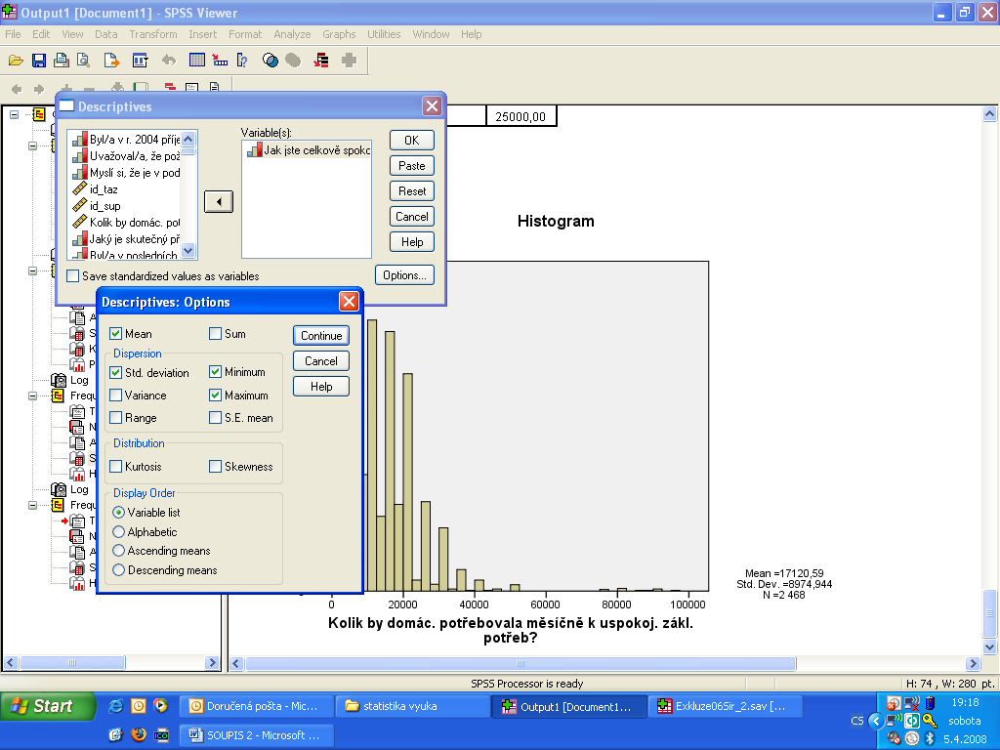 Output1 [Document1] - SPSS Viewer
File Edit View Data Transform Insert Format Analyze Graphs Utilities Window Help
25000,00
Descriptives
Byl/a v r. 2004 příje
Uvažoval/a, že pož
Myslí si, že je v pod
id_taz
id_sup
Kolik by domác. pot
Jaký je skutečný př
Byl/a v posledních
Variable(s):
Jak jste celkově spoko
OK
Paste
Reset
Cancel
Help
Options...
Save standardized values as variables
Descriptives: Options
Mean
Sum
Dispersion
Std. deviation
Minimum
Variance
Maximum
Range
S.E. mean
Distribution
Kurtosis
Skewness
Display Order
Variable list
Alphabetic
Ascending means
Descending means
Continue
Cancel
Help
A
S
K
P
Log
Frequ
T
N
A
S
H
Log
Frequ
T
N
A
S
H
Histogram
0 20000 40000 60000 80000 100000
Kolik by domác. potřebovala měsíčně k uspokoj. zákl.
potřeb?
Mean =17120,59
Std. Dev. =8974,944
N =2 468
SPSS Processor is ready
H: 74 , W: 280 pt.
Start
Doručená pošta - Mic...
statistika vyuka
Output1 [Document1...
Exkluze06Sir_2.sav [...
SOUPIS 2 - Microsoft ...
CS
19:18
sobota
5.4.2008